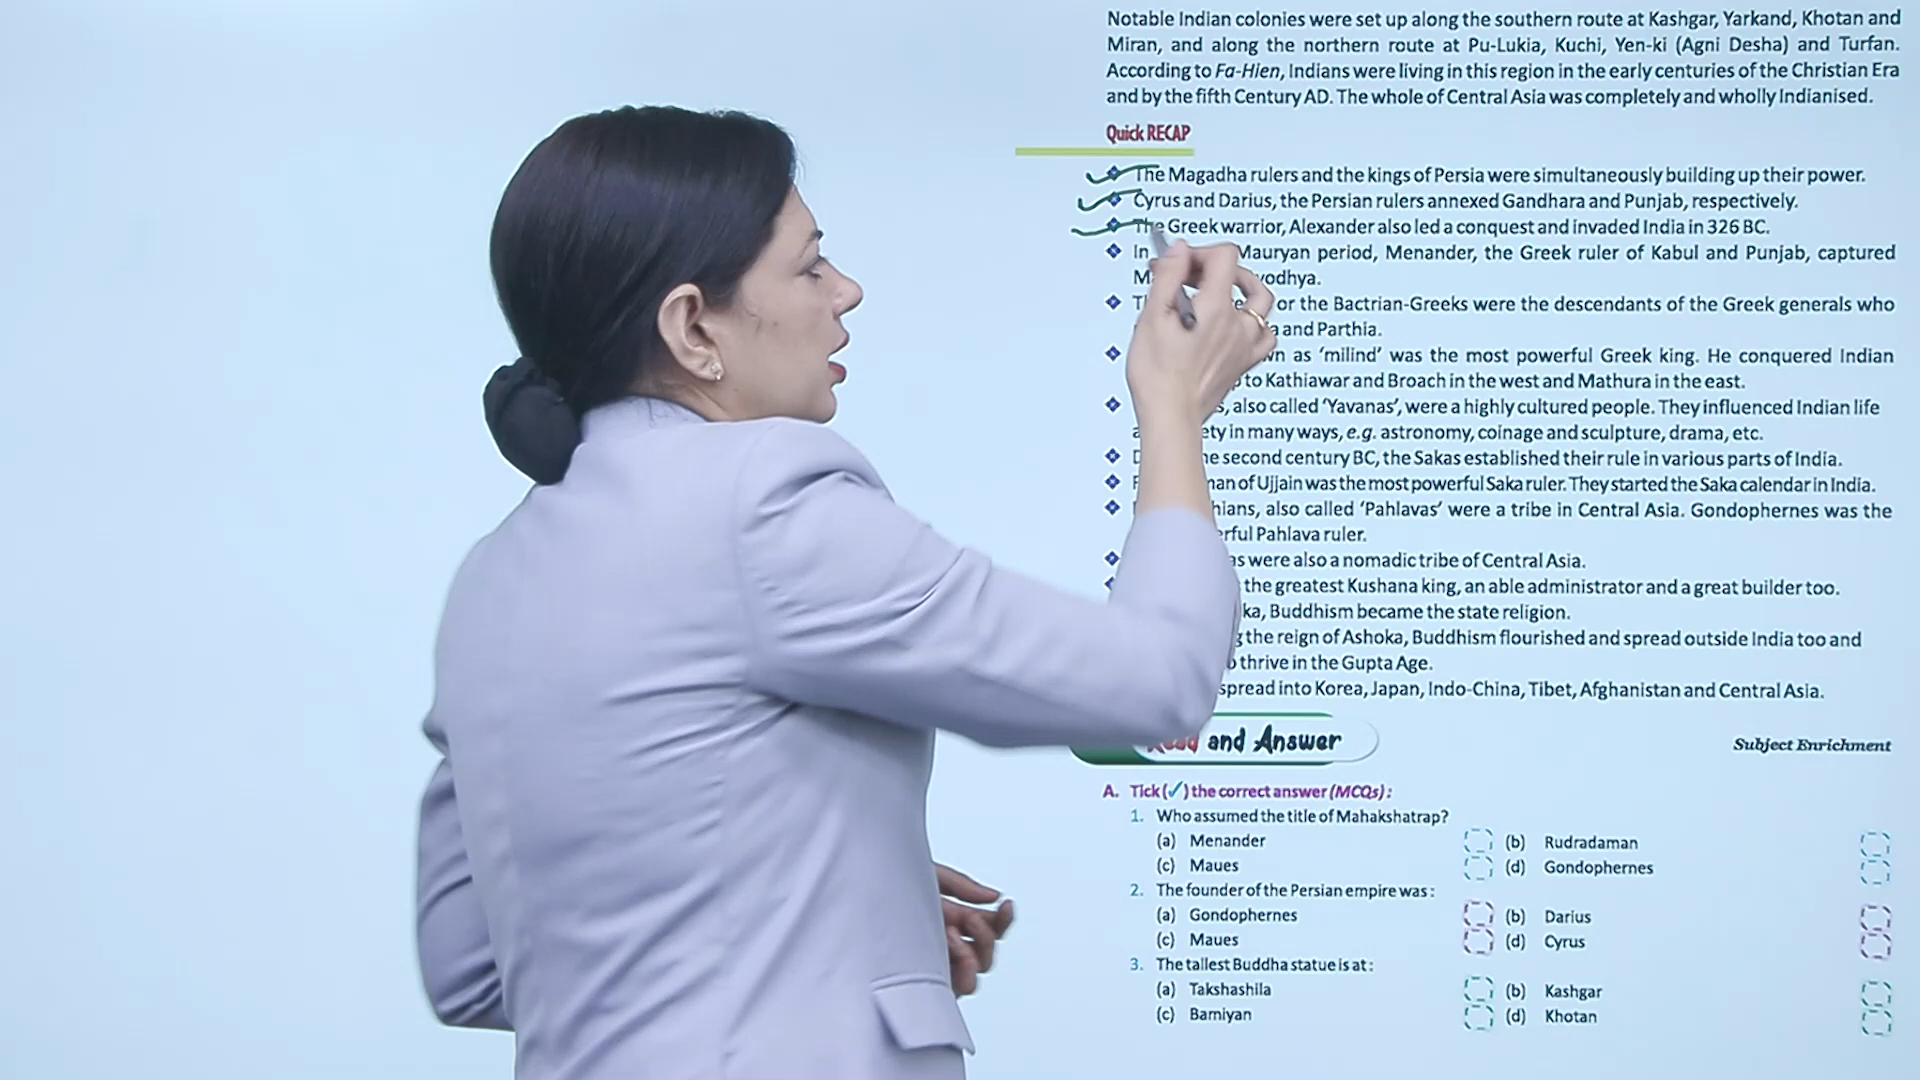 Notable Indian colonies were set up along the southern route at Kashgar, Yarkand, Khotan and
Miran, and along the northern route at Pu-Lukia, Kuchi, Yen-ki (Agni Desha) and Turfan.
According to Fa-Hien, Indians were living in this region in the early centuries of the Christian Era
and by the fifth Century AD. The whole of Central Asia was completely and wholly Indianised.
Quick RECAP
The Magadha rulers and the kings of Persia were simultaneously building up their power.
Cyrus and Darius, the Persian rulers annexed Gandhara and Punjab, respectively.
The Greek warrior, Alexander also led a conquest and invaded India in 326 BC.
In Mauryan period, Menander, the Greek ruler of Kabul and Punjab, captured
or the Bactrian-Greeks were the descendants of the Greek generals who
and Parthia.
as ‘milind’ was the most powerful Greek king. He conquered Indian
to Kathiawar and Broach in the west and Mathura in the east.
also called ‘Yavanas’, were a highly cultured people. They influenced Indian life
in many ways, e.g. astronomy, coinage and sculpture, drama, etc.
second century BC, the Sakas established their rule in various parts of India.
of Ujjain was the most powerful Saka ruler. They started the Saka calendar in India.
also called ‘Pahlavas’ were a tribe in Central Asia. Gondophernes was the
Pahlava ruler.
were also a nomadic tribe of Central Asia.
the greatest Kushana king, an able administrator and a great builder too.
Buddhism became the state religion.
the reign of Ashoka, Buddhism flourished and spread outside India too and
thrive in the Gupta Age.
spread into Korea, Japan, Indo-China, Tibet, Afghanistan and Central Asia.
and Answer
Subject Enrichment
A. Tick (✓) the correct answer (MCQs) :
1. Who assumed the title of Mahakshatrap?
(a) Menander (b) Rudradaman
(c) Maues (d) Gondophernes
2. The founder of the Persian empire was :
(a) Gondophernes (b) Darius
(c) Maues (d) Cyrus
3. The tallest Buddha statue is at :
(a) Takshashila (b) Kashgar
(c) Bamiyan (d) Khotan